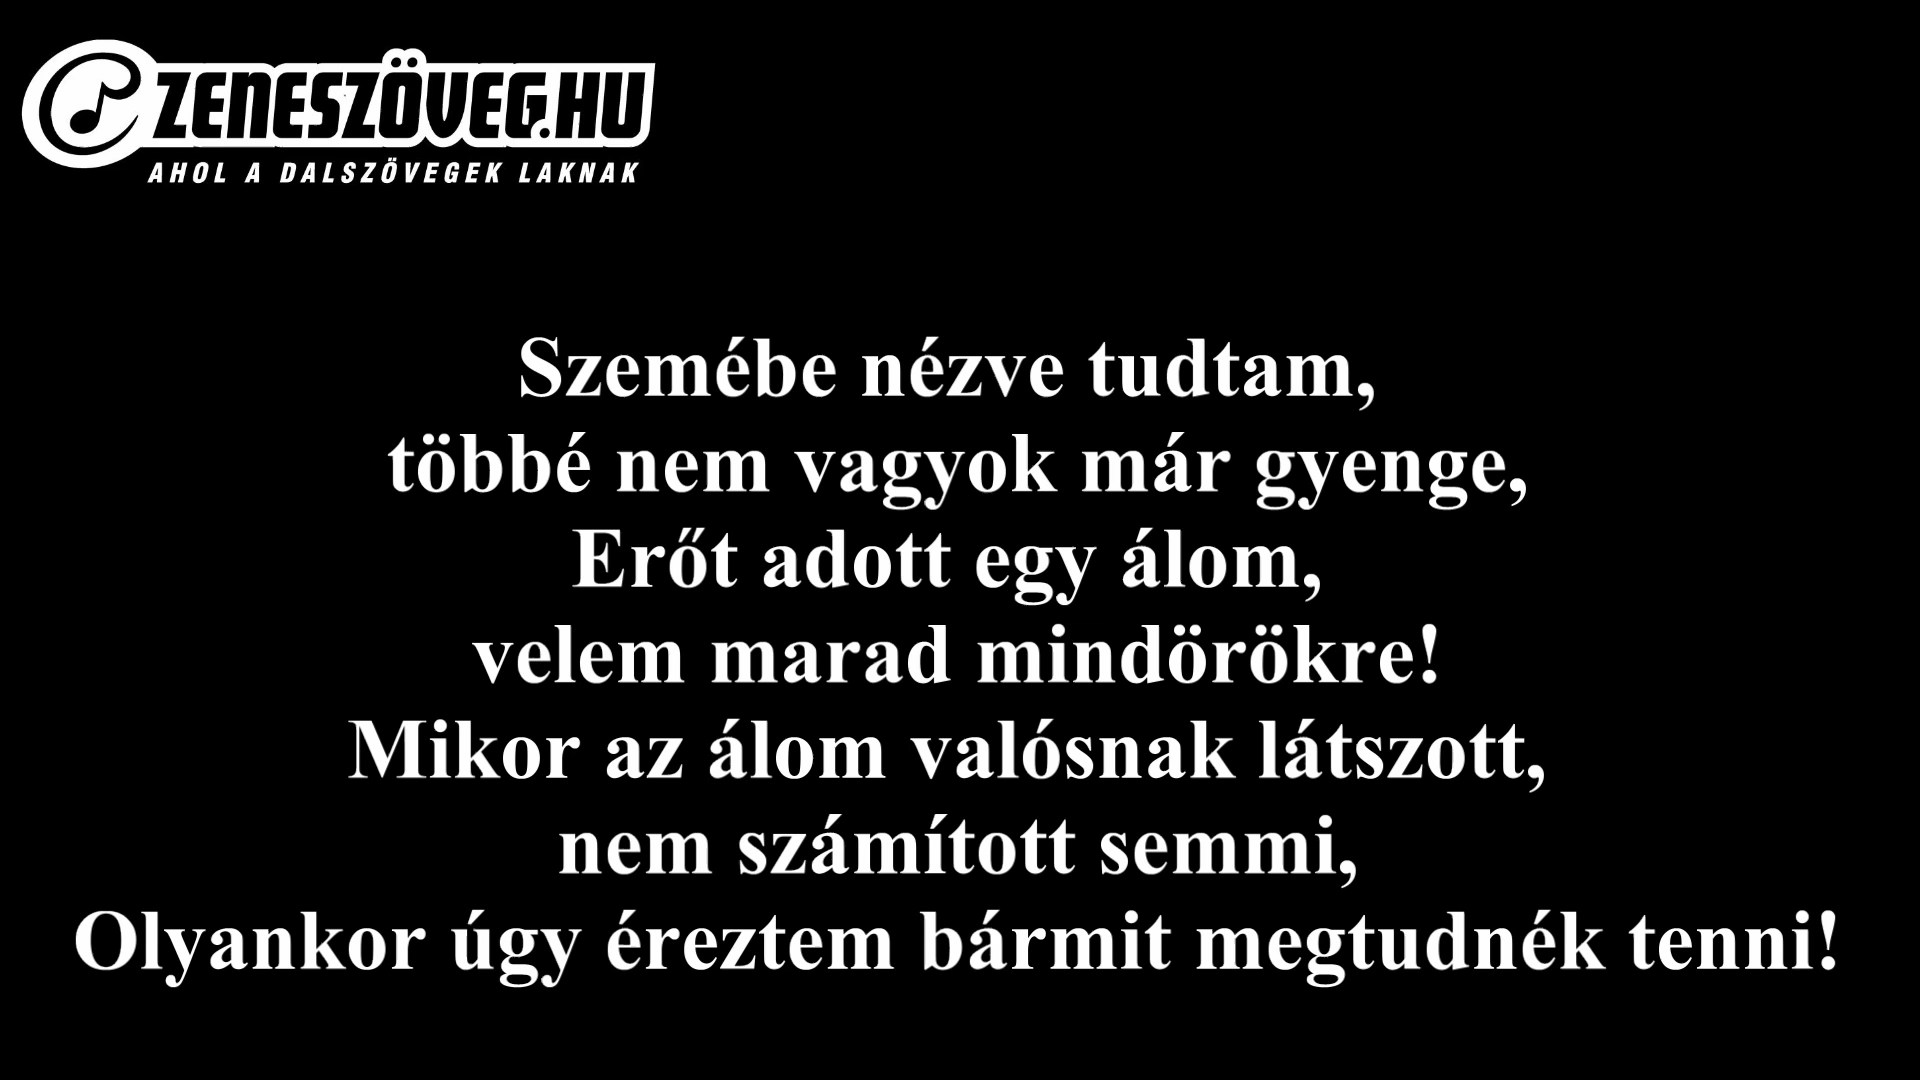 ZENESZÖVEG.HU
AHOL A DALSZÖVEGEK LAKNAK
Szemébe nézve tudtam,
többé nem vagyok már gyenge,
Erőt adott egy álom,
velem marad mindörökre!
Mikor az álom valósnak látszott,
nem számított semmi,
Olyankor úgy éreztem bármit megtudnék tenni!